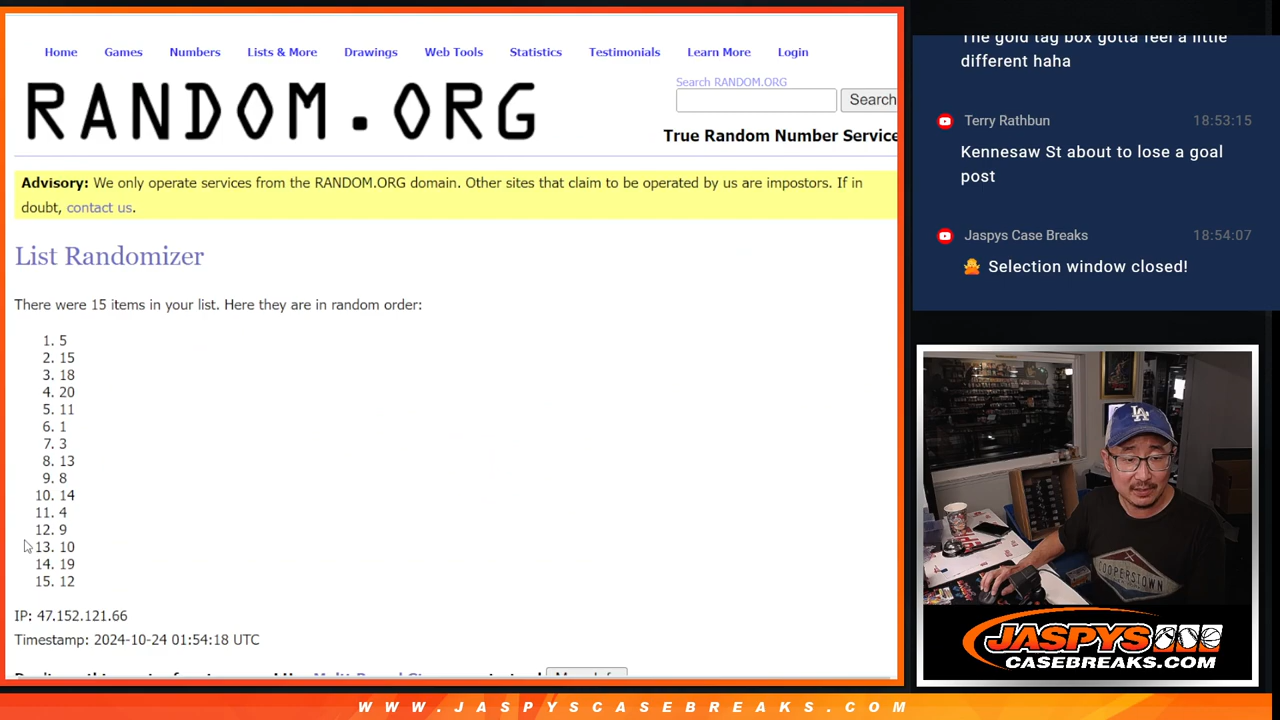 Home Games Numbers Lists & More Drawings Web Tools Statistics Testimonials Learn More Login
RANDOM.ORG
Search RANDOM.ORG
Search
True Random Number Service
Advisory: We only operate services from the RANDOM.ORG domain. Other sites that claim to be operated by us are impostors. If in
doubt, contact us.
List Randomizer
There were 15 items in your list. Here they are in random order:
1. 5
2. 15
3. 18
4. 20
5. 11
6. 1
7. 3
8. 13
9. 8
10. 14
11. 4
12. 9
13. 10
14. 19
15. 12
IP: 47.152.121.66
Timestamp: 2024-10-24 01:54:18 UTC
The gold tag box gotta feel a little
different haha
Terry Rathbun 18:53:15
Kennesaw St about to lose a goal
post
Jaspys Case Breaks 18:54:07
🙅 Selection window closed!
LA
COOPERSTOWN
JASPYS
CASEBREAKS.COM
WWW.JASPYSCASEBREAKS.COM